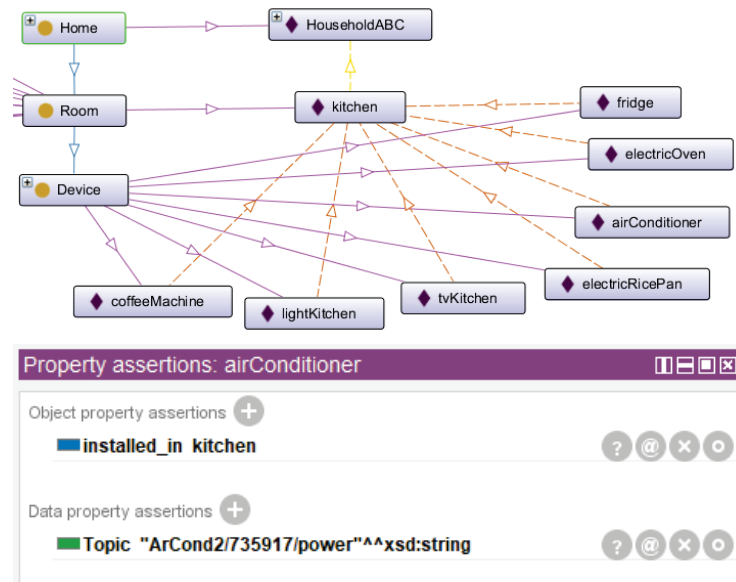 Home
HouseholdABC
Room
kitchen
fridge
electricOven
Device
airConditioner
electricRicePan
coffeeMachine
lightKitchen
tvKitchen
Property assertions: airConditioner
Object property assertions
installed_in kitchen
Data property assertions
Topic "ArCond2/735917/power"^^xsd:string